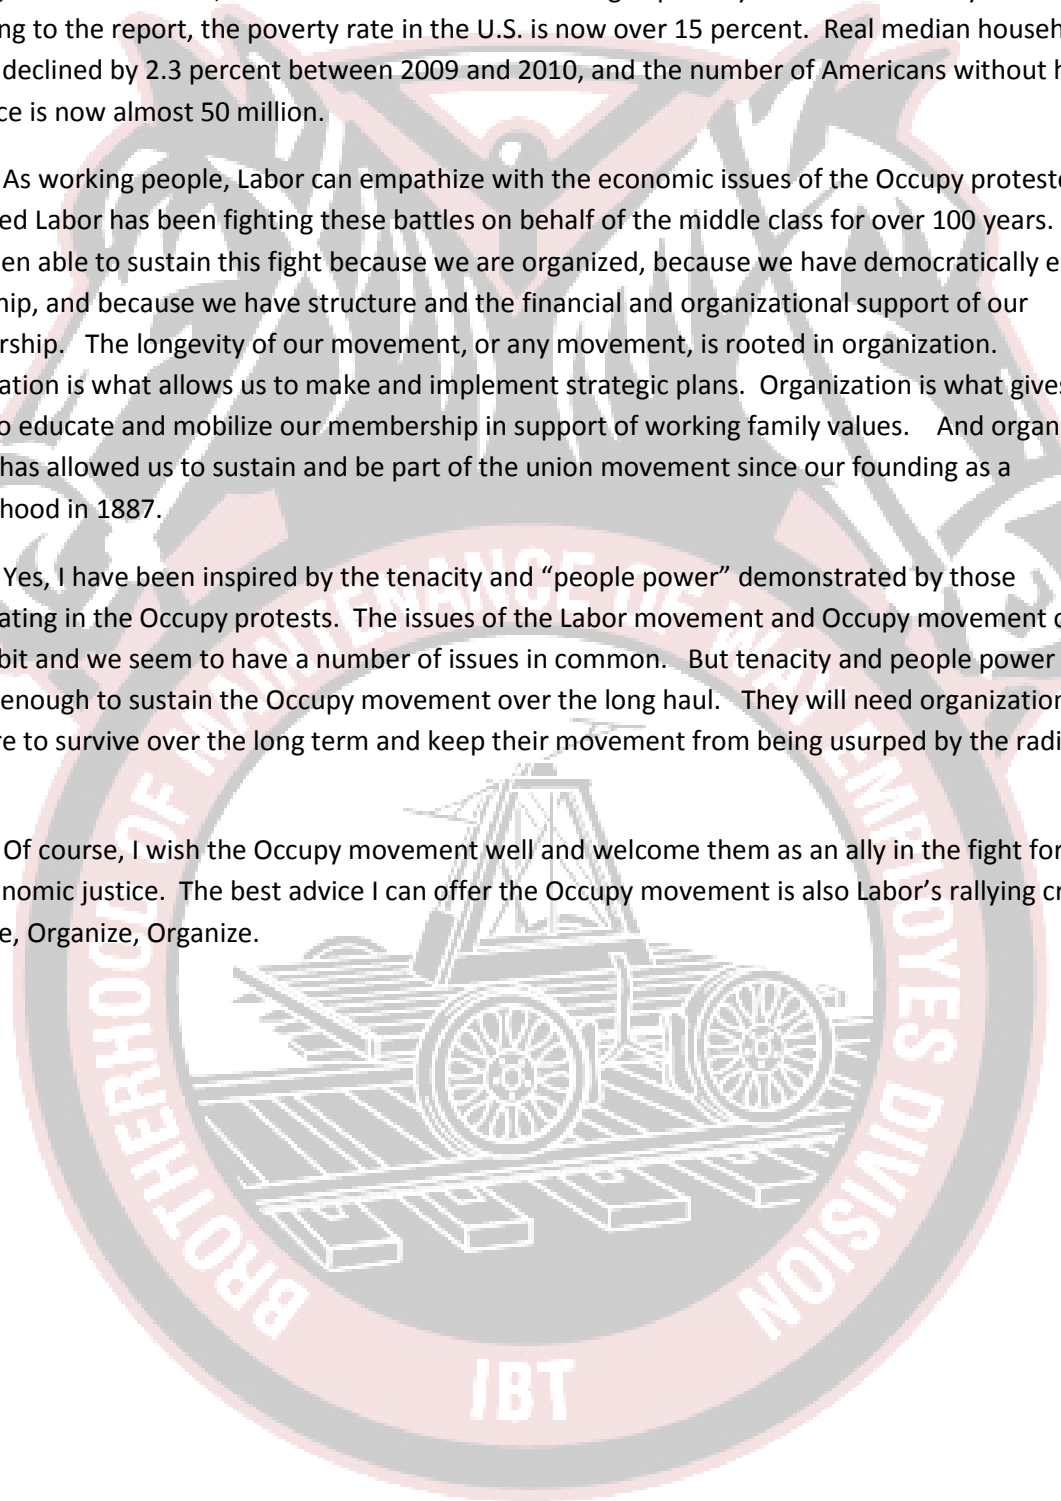 ng to the report, the poverty rate in the U.S. is now over 15 percent.  Real median househ
declined by 2.3 percent between 2009 and 2010, and the number of Americans without h
ce is now almost 50 million.
As working people, Labor can empathize with the economic issues of the Occupy proteste
ed Labor has been fighting these battles on behalf of the middle class for over 100 years.
en able to sustain this fight because we are organized, because we have democratically e
hip, and because we have structure and the financial and organizational support of our
rship.   The longevity of our movement, or any movement, is rooted in organization.
ation is what allows us to make and implement strategic plans.  Organization is what gives
o educate and mobilize our membership in support of working family values.    And organ
has allowed us to sustain and be part of the union movement since our founding as a
hood in 1887.
Yes, I have been inspired by the tenacity and “people power” demonstrated by those
ating in the Occupy protests.  The issues of the Labor movement and Occupy movement o
bit and we seem to have a number of issues in common.   But tenacity and people power
enough to sustain the Occupy movement over the long haul.   They will need organization
re to survive over the long term and keep their movement from being usurped by the radi
Of course, I wish the Occupy movement well and welcome them as an ally in the fight for
nomic justice.  The best advice I can offer the Occupy movement is also Labor’s rallying cr
e, Organize, Organize.
BROTHERHOOD OF MAINTENANCE OF WAY EMPLOYES DIVISION
IBT